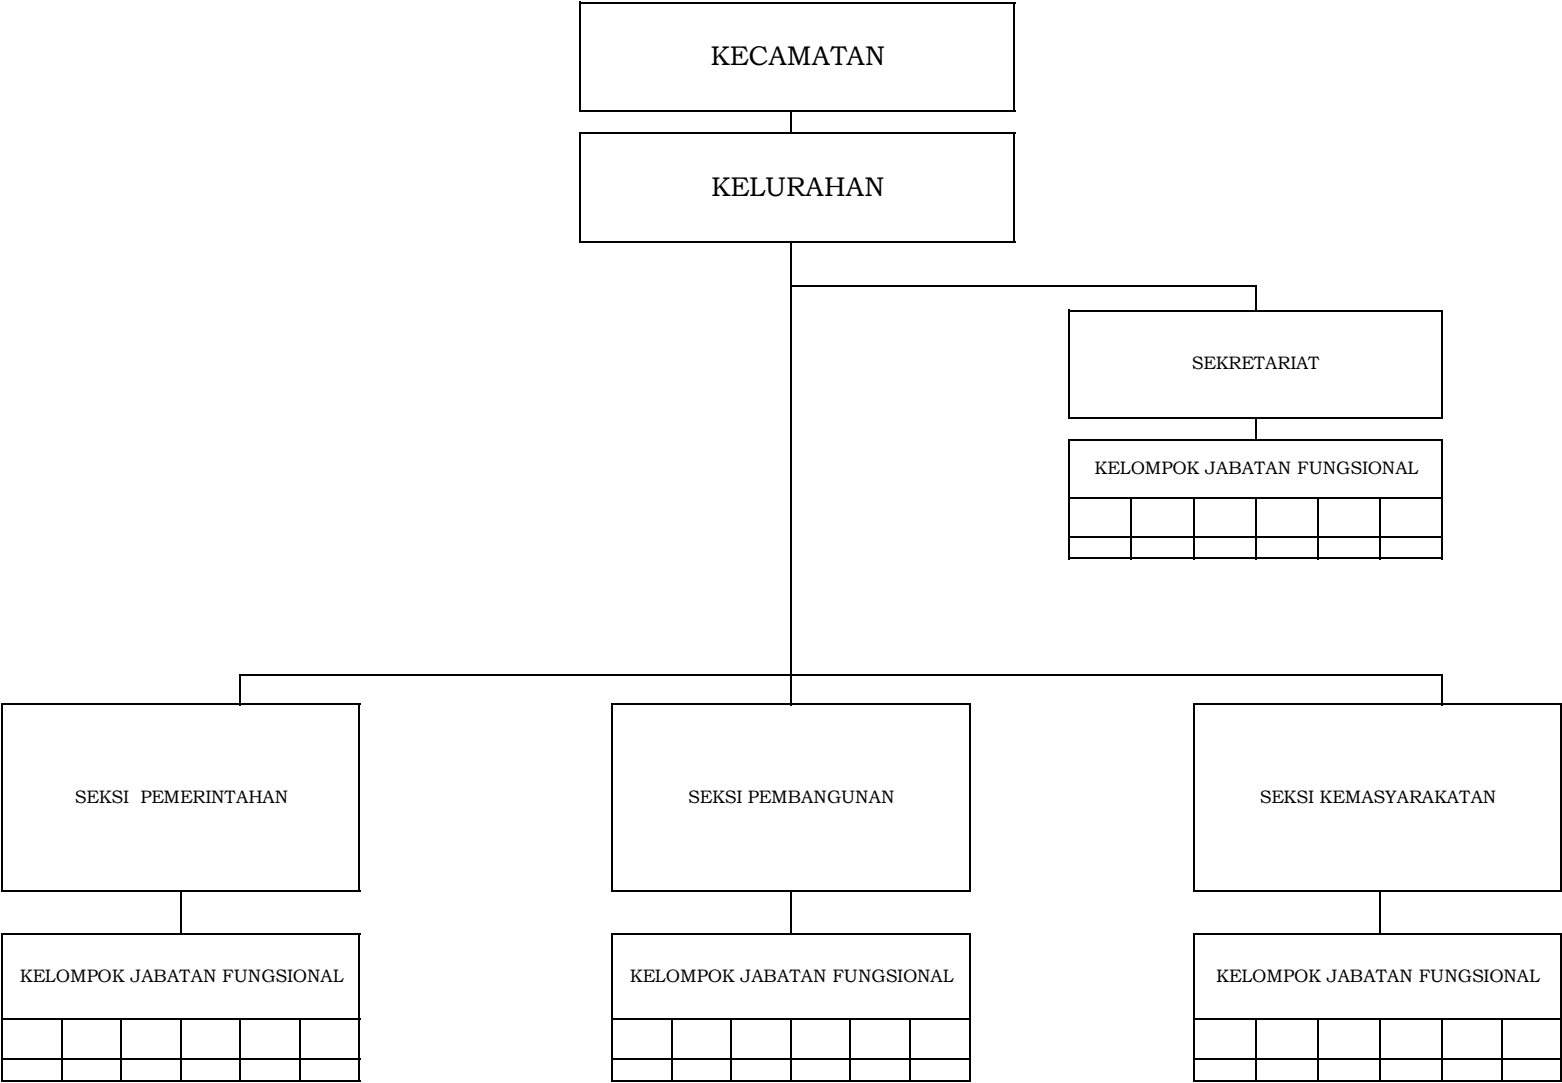 KECAMATAN
KELURAHAN
SEKRETARIAT
KELOMPOK JABATAN FUNGSIONAL
SEKSI  PEMERINTAHAN
SEKSI PEMBANGUNAN
SEKSI KEMASYARAKATAN
KELOMPOK JABATAN FUNGSIONAL
KELOMPOK JABATAN FUNGSIONAL
KELOMPOK JABATAN FUNGSIONAL